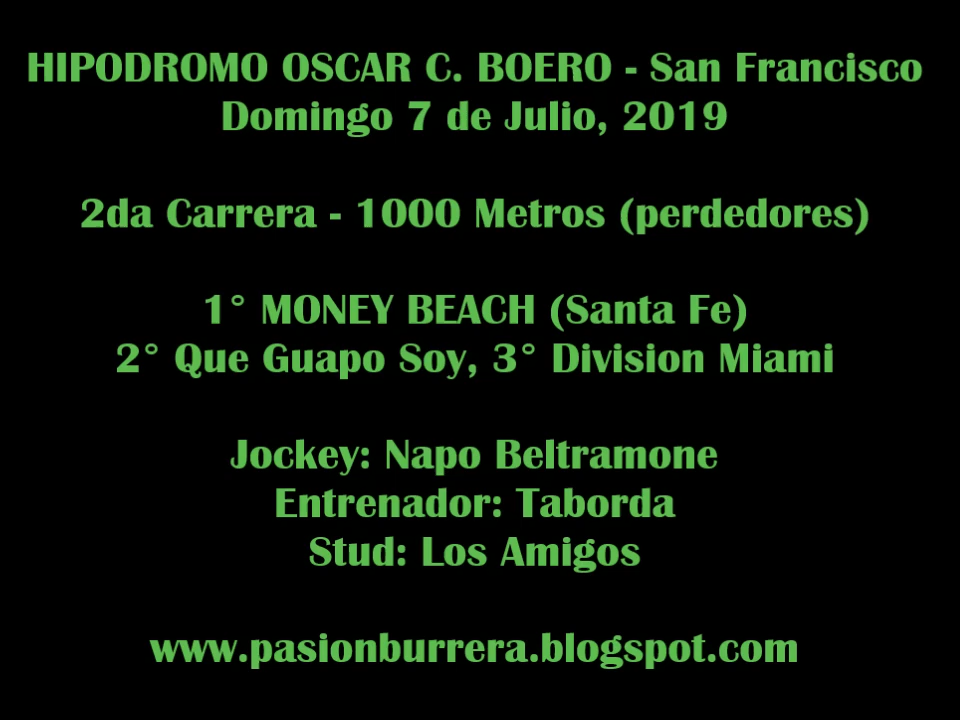 HIPODROMO OSCAR C. BOERO - San Francisco
Domingo 7 de Julio, 2019
2da Carrera - 1000 Metros (perdedores)
1° MONEY BEACH (Santa Fe)
2° Que Guapo Soy, 3° Division Miami
Jockey: Napo Beltramone
Entrenador: Taborda
Stud: Los Amigos
www.pasionburrera.blogspot.com